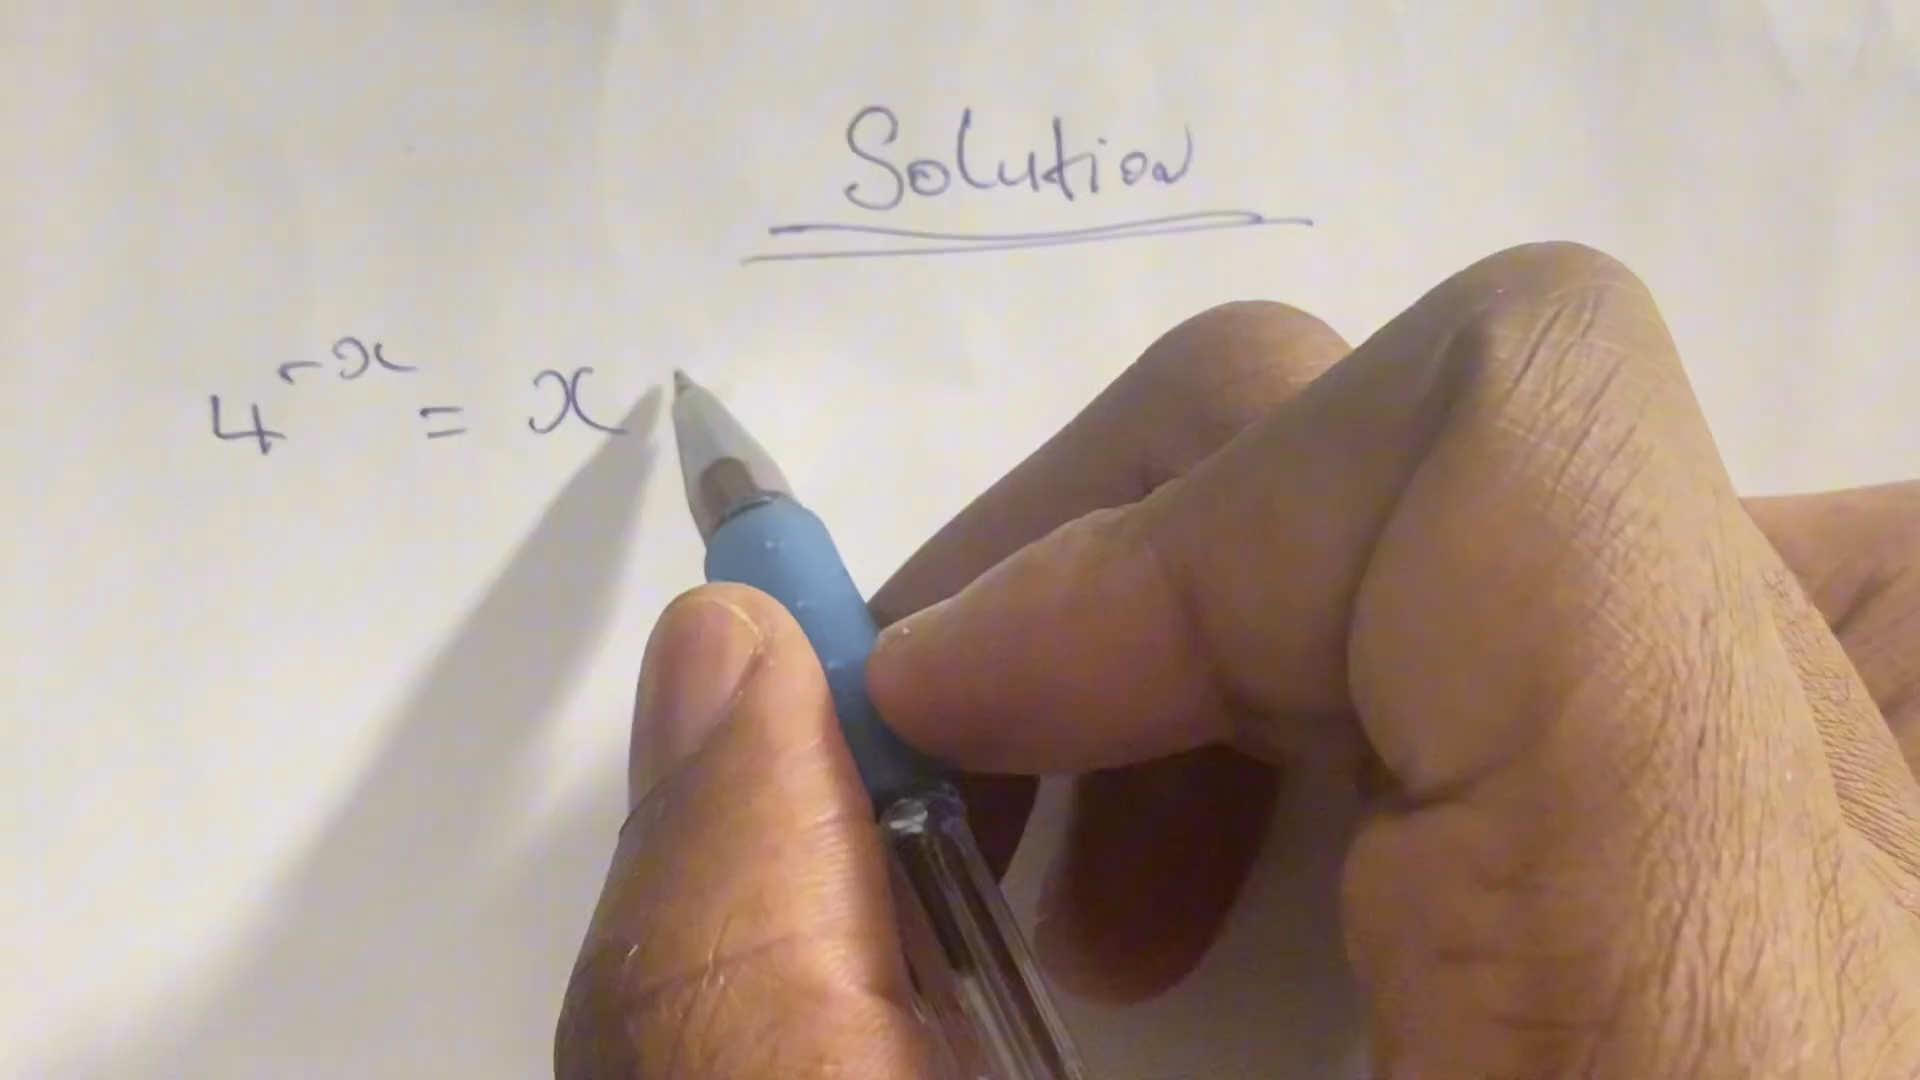 Solution
4^-x = x